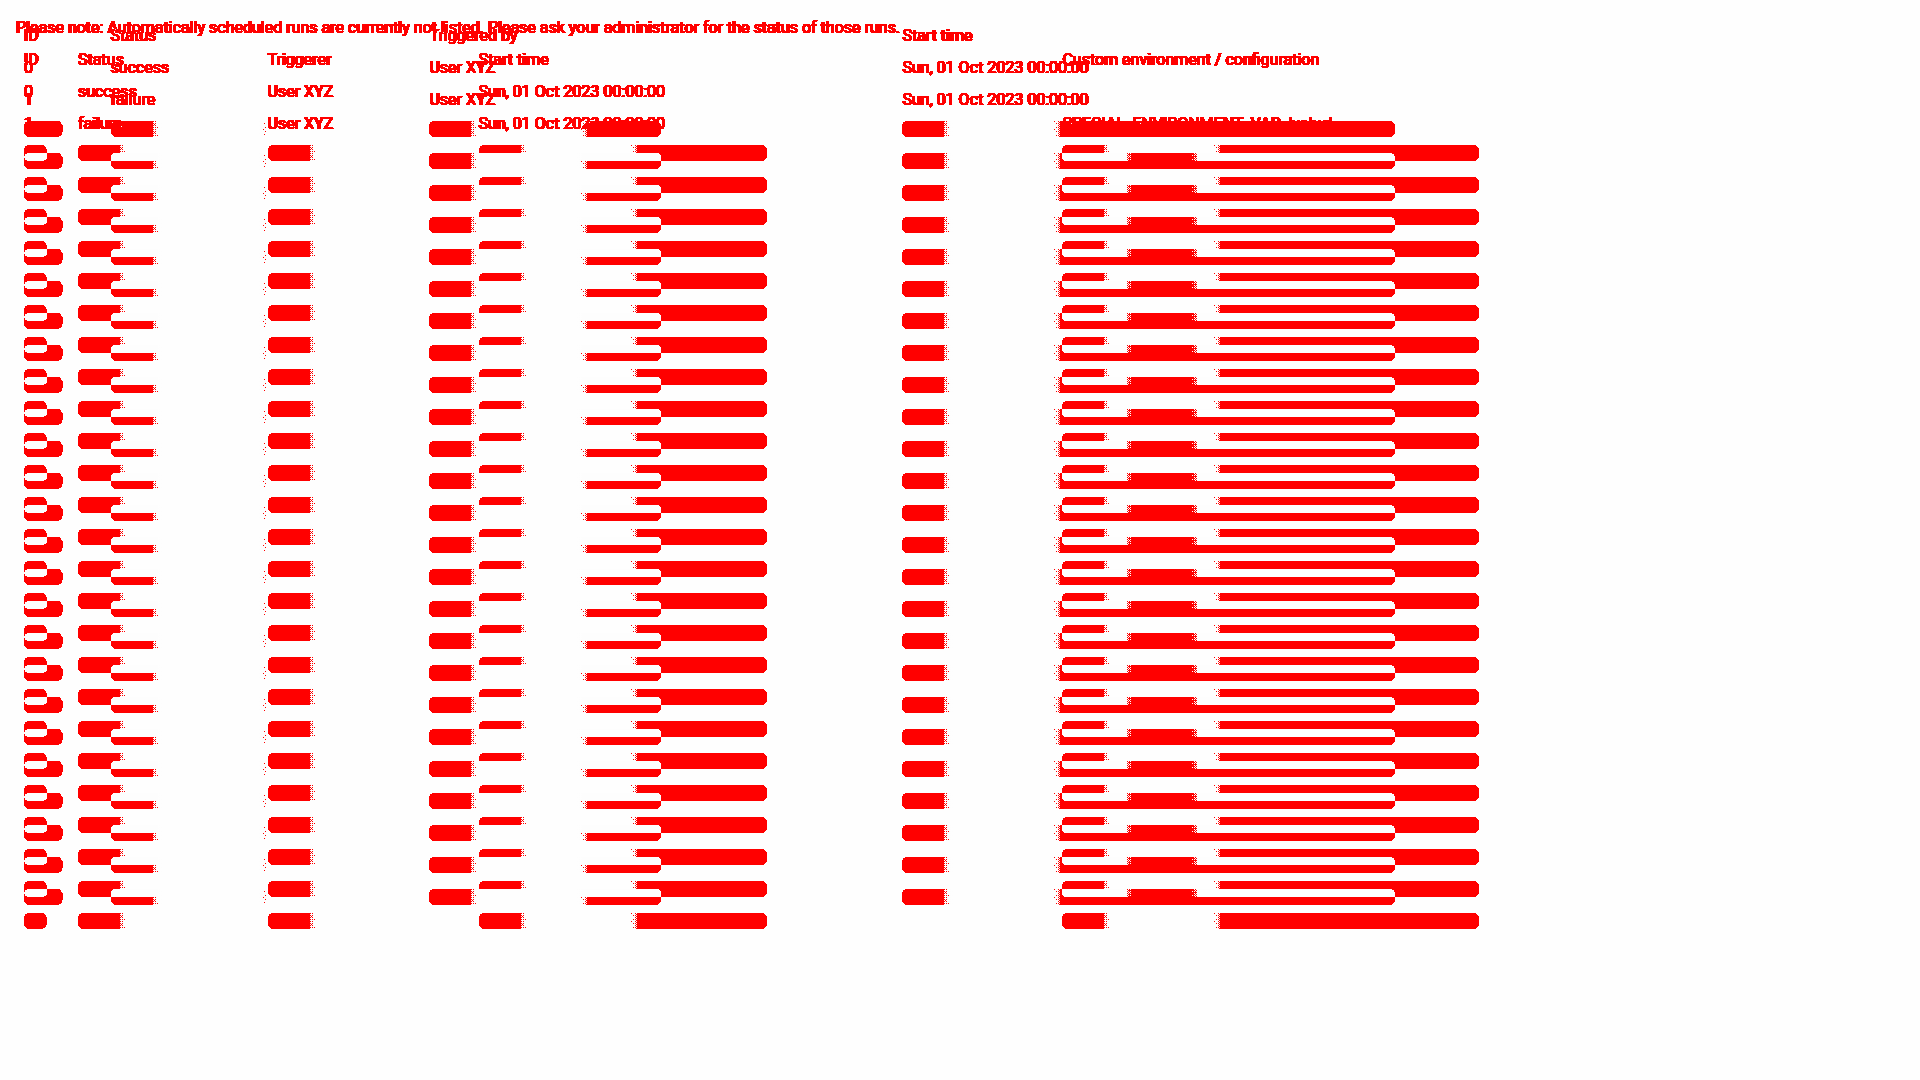 Please note: Automatically scheduled runs are currently not listed. Please ask your administrator for the status of those runs.
ID Status Triggered by Start time
ID Status Triggerer Start time Custom environment / configuration
0 success User XYZ Sun, 01 Oct 2023 00:00:00
0 success User XYZ Sun, 01 Oct 2023 00:00:00
1 failure User XYZ Sun, 01 Oct 2023 00:00:00
1 failure User XYZ Sun, 01 Oct 2023 00:00:00